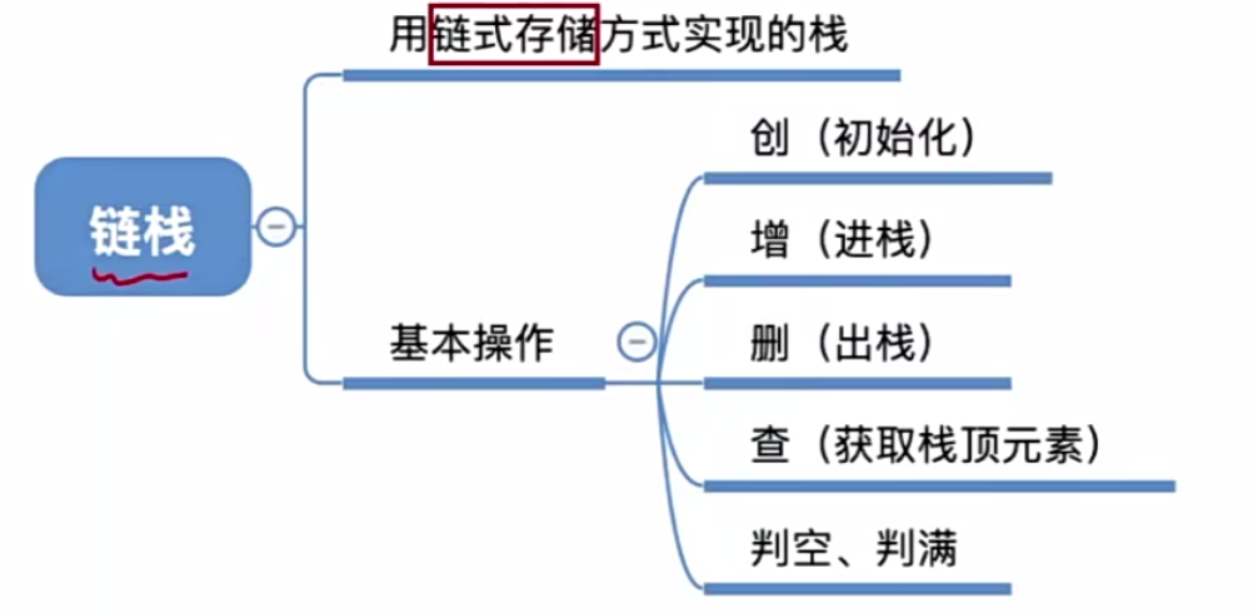 用链式存储方式实现的栈
创（初始化）
增（进栈）
链栈
删（出栈）
基本操作
查（获取栈顶元素）
判空、判满